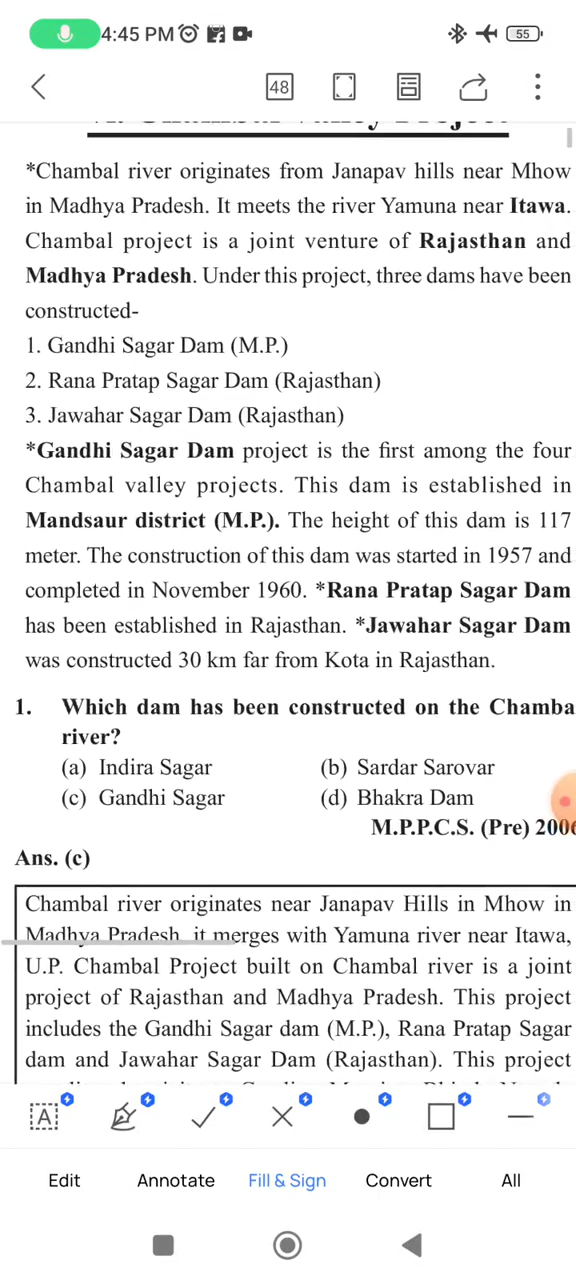 4:45 PM
55
48
*Chambal river originates from Janapav hills near Mhow
in Madhya Pradesh. It meets the river Yamuna near Itawa.
Chambal project is a joint venture of Rajasthan and
Madhya Pradesh. Under this project, three dams have been
constructed-
1. Gandhi Sagar Dam (M.P.)
2. Rana Pratap Sagar Dam (Rajasthan)
3. Jawahar Sagar Dam (Rajasthan)
*Gandhi Sagar Dam project is the first among the four
Chambal valley projects. This dam is established in
Mandsaur district (M.P.). The height of this dam is 117
meter. The construction of this dam was started in 1957 and
completed in November 1960. *Rana Pratap Sagar Dam
has been established in Rajasthan. *Jawahar Sagar Dam
was constructed 30 km far from Kota in Rajasthan.
1. Which dam has been constructed on the Chamba
river?
(a) Indira Sagar (b) Sardar Sarovar
(c) Gandhi Sagar (d) Bhakra Dam
M.P.P.C.S. (Pre) 2006
Ans. (c)
Chambal river originates near Janapav Hills in Mhow in
Madhya Pradesh, it merges with Yamuna river near Itawa,
U.P. Chambal Project built on Chambal river is a joint
project of Rajasthan and Madhya Pradesh. This project
includes the Gandhi Sagar dam (M.P.), Rana Pratap Sagar
dam and Jawahar Sagar Dam (Rajasthan). This project
A
Edit Annotate Fill & Sign Convert All